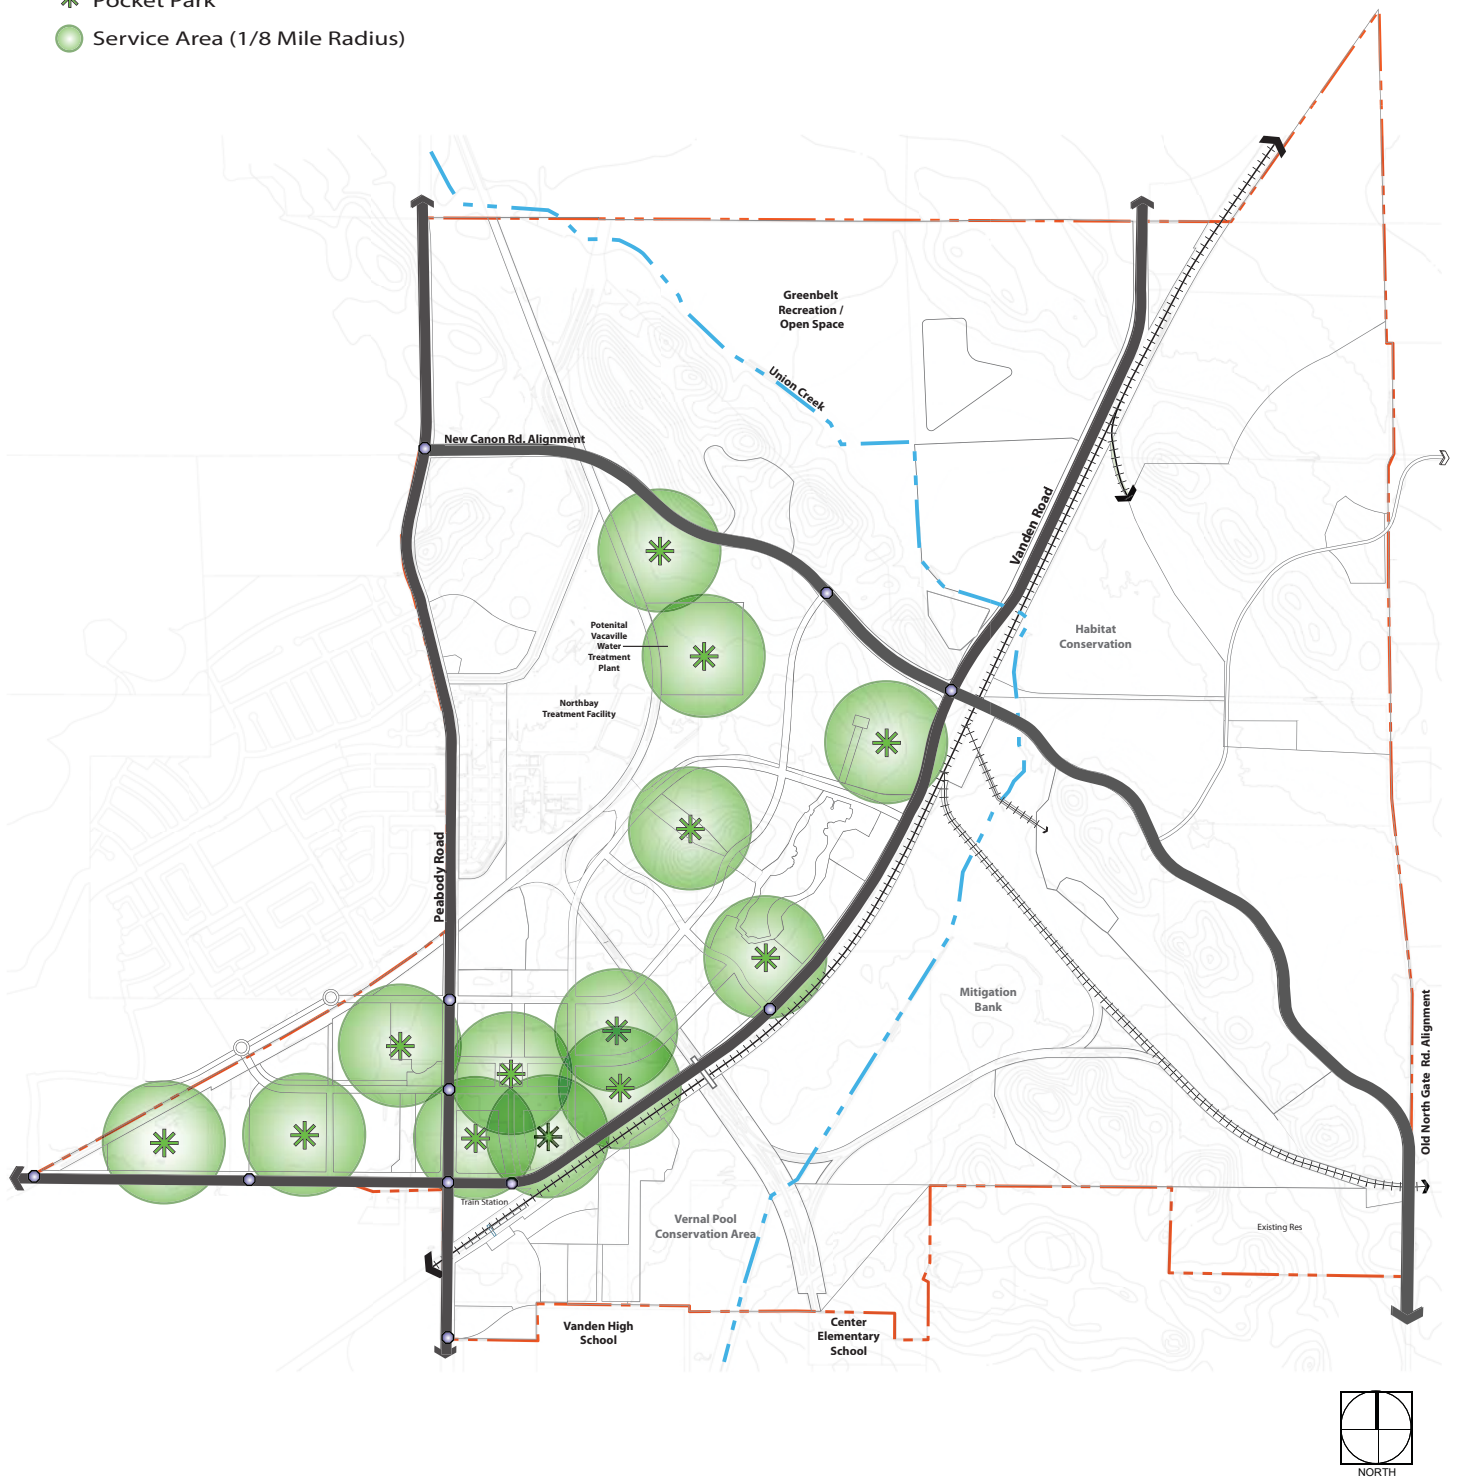 Pocket Park
Service Area (1/8 Mile Radius)
Greenbelt
Recreation /
Open Space
Union Creek
New Canon Rd. Alignment
Vanden Road
Potenital
Vacaville
Water
Treatment
Plant
Habitat
Conservation
Northbay
Treatment Facility
Peabody Road
Mitigation
Bank
Old North Gate Rd. Alignment
Train Station
Vernal Pool
Conservation Area
Existing Res
Vanden High
School
Center
Elementary
School
NORTH